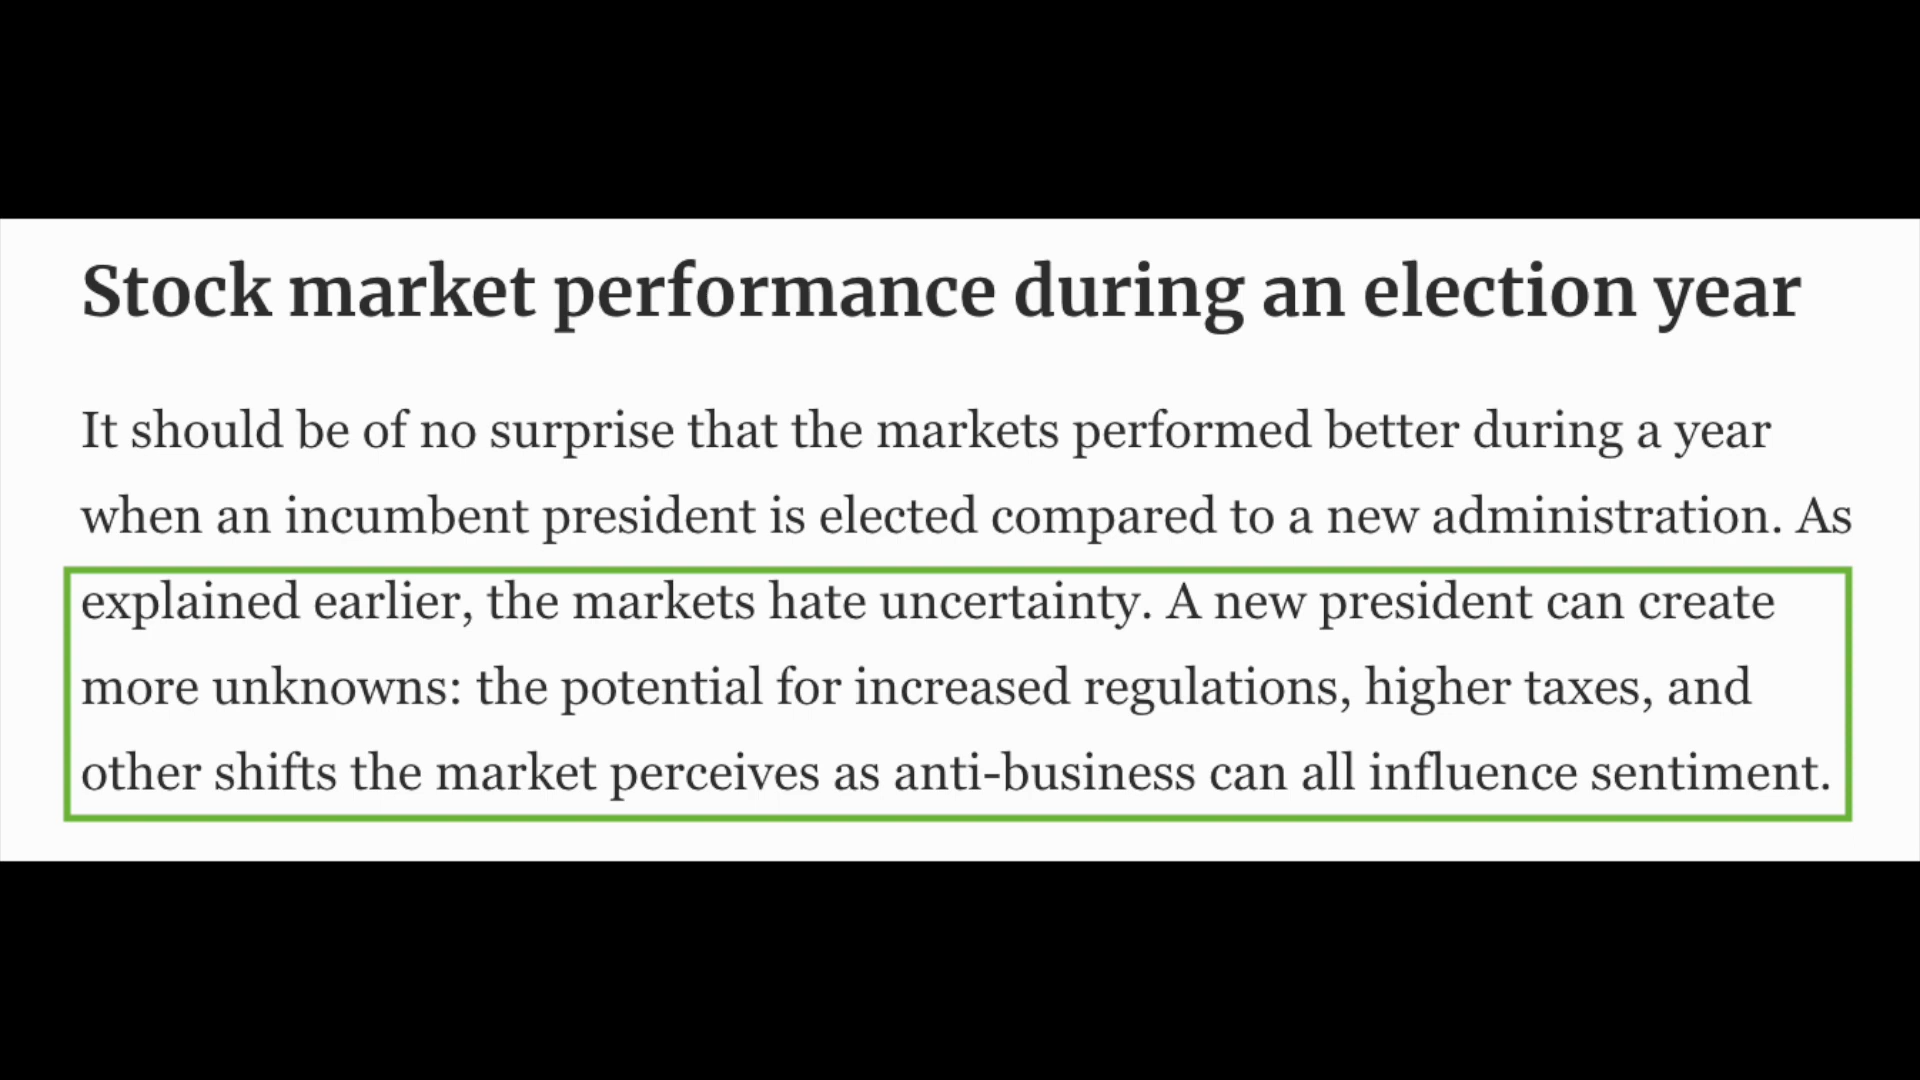 Stock market performance during an election year
It should be of no surprise that the markets performed better during a year
when an incumbent president is elected compared to a new administration. As
explained earlier, the markets hate uncertainty. A new president can create
more unknowns: the potential for increased regulations, higher taxes, and
other shifts the market perceives as anti-business can all influence sentiment.